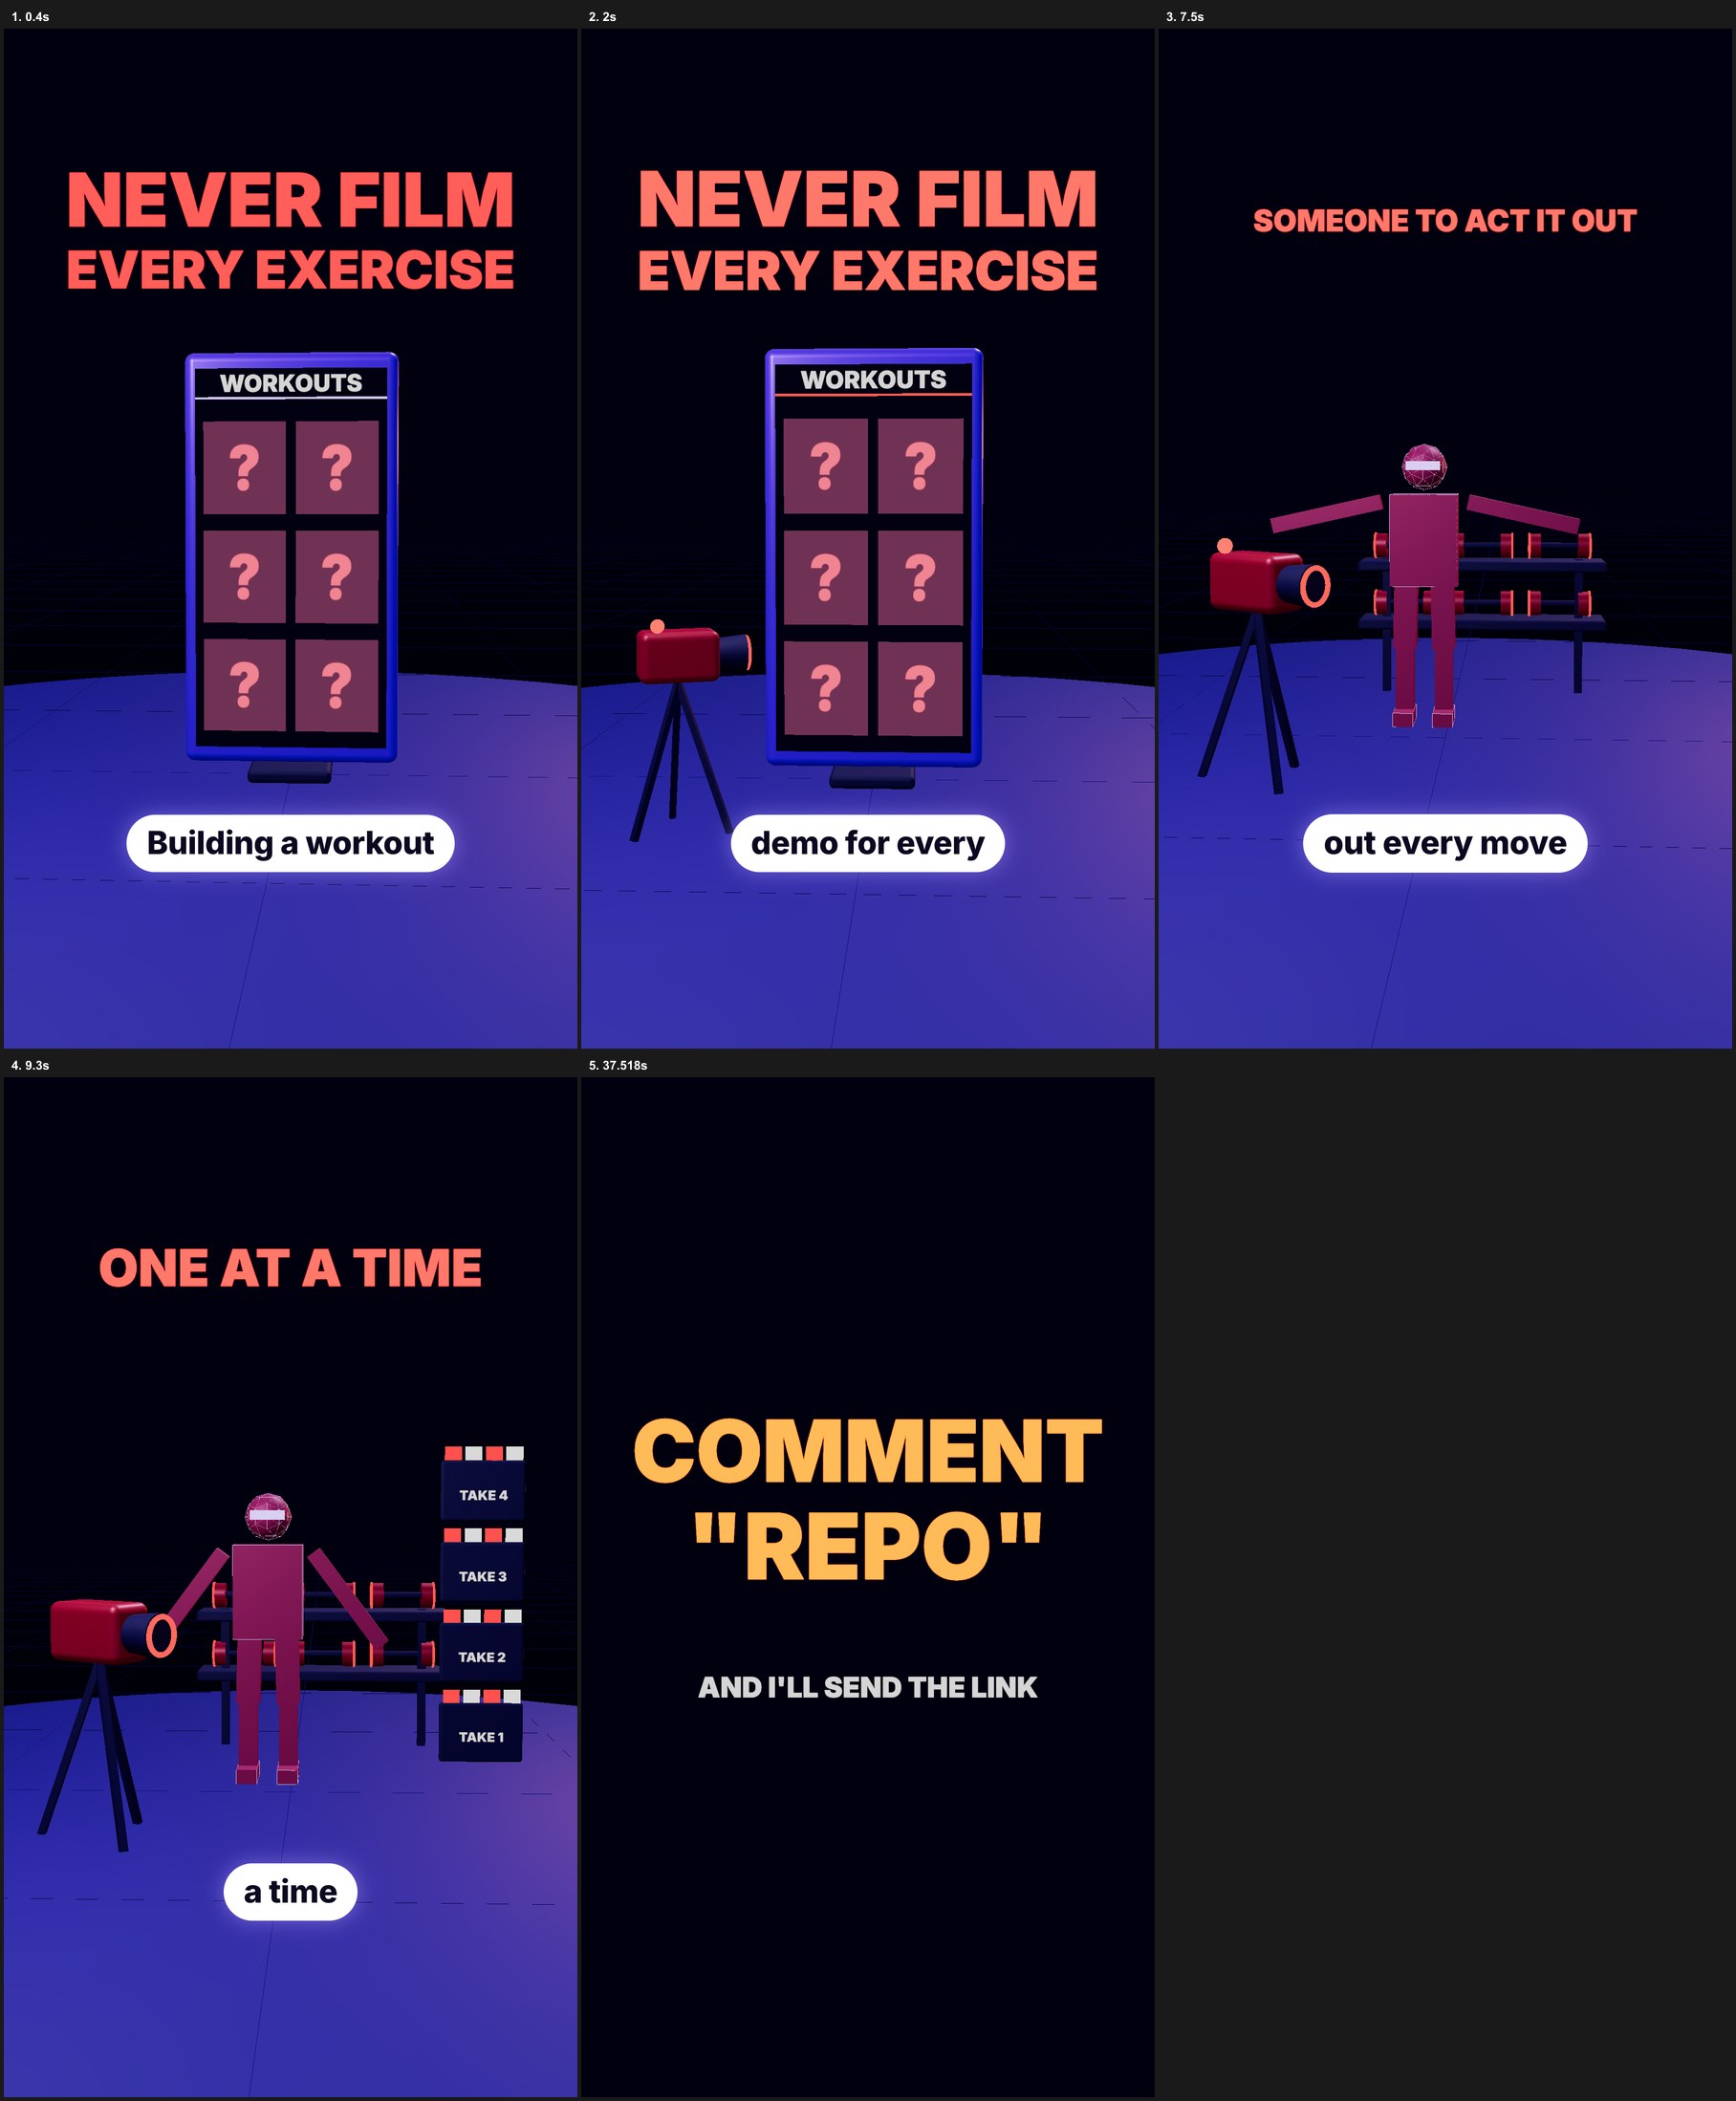 1. 0.4s
NEVER FILM
EVERY EXERCISE
WORKOUTS
? ?
? ?
? ?
Building a workout
2. 2s
NEVER FILM
EVERY EXERCISE
WORKOUTS
? ?
? ?
? ?
demo for every
3. 7.5s
SOMEONE TO ACT IT OUT
out every move
4. 9.3s
ONE AT A TIME
TAKE 4
TAKE 3
TAKE 2
TAKE 1
a time
5. 37.518s
COMMENT
"REPO"
AND I'LL SEND THE LINK